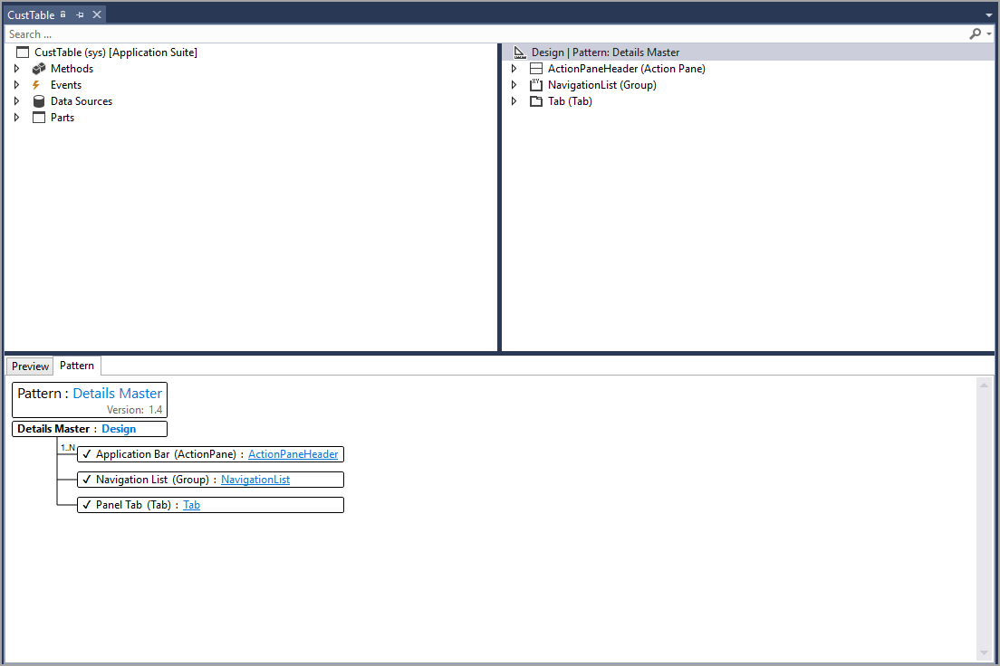 CustTable
Search ...
CustTable (sys) [Application Suite]
Methods
Events
Data Sources
Parts
Design | Pattern: Details Master
ActionPaneHeader (Action Pane)
NavigationList (Group)
Tab (Tab)
Preview
Pattern
Pattern : Details Master
Version: 1.4
Details Master : Design
1..N
✓ Application Bar (ActionPane) : ActionPaneHeader
✓ Navigation List (Group) : NavigationList
✓ Panel Tab (Tab) : Tab